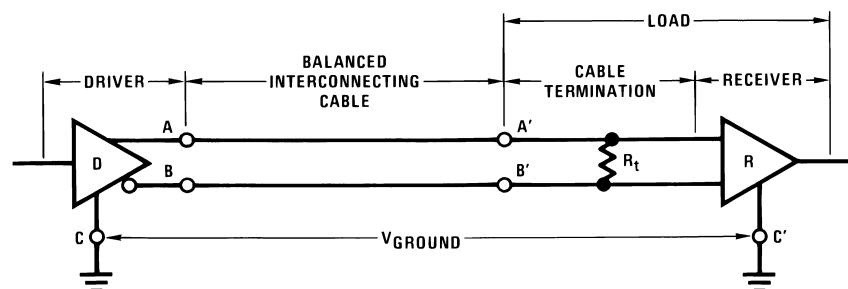 LOAD
DRIVER
BALANCED
INTERCONNECTING
CABLE
CABLE
TERMINATION
RECEIVER
A
A'
D
R
Rt
B
B'
C
VGROUND
C'